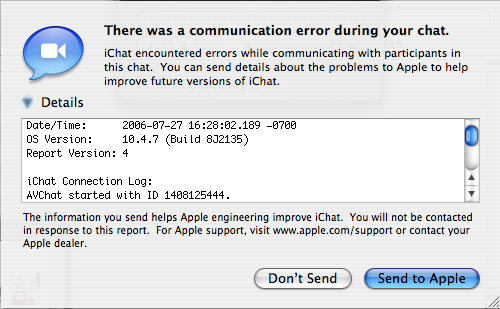 There was a communication error during your chat.
iChat encountered errors while communicating with participants in
this chat.  You can send details about the problems to Apple to help
improve future versions of iChat.
Details
Date/Time:      2006-07-27 16:28:02.189 -0700
OS Version:     10.4.7 (Build 8J2135)
Report Version: 4
iChat Connection Log:
AVChat started with ID 1408125444.
The information you send helps Apple engineering improve iChat.  You will not be contacted
in response to this report.  For Apple support, visit www.apple.com/support or contact your
Apple dealer.
Don't Send
Send to Apple